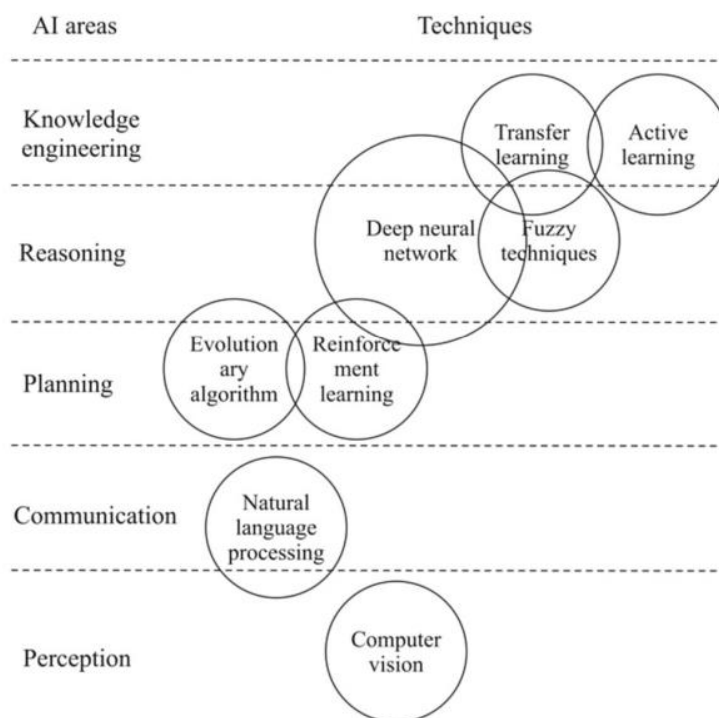 AI areas
Techniques
Knowledge
engineering
Transfer
learning
Active
learning
Reasoning
Deep neural
network
Fuzzy
techniques
Planning
Evolution
ary
algorithm
Reinforce
ment
learning
Communication
Natural
language
processing
Perception
Computer
vision